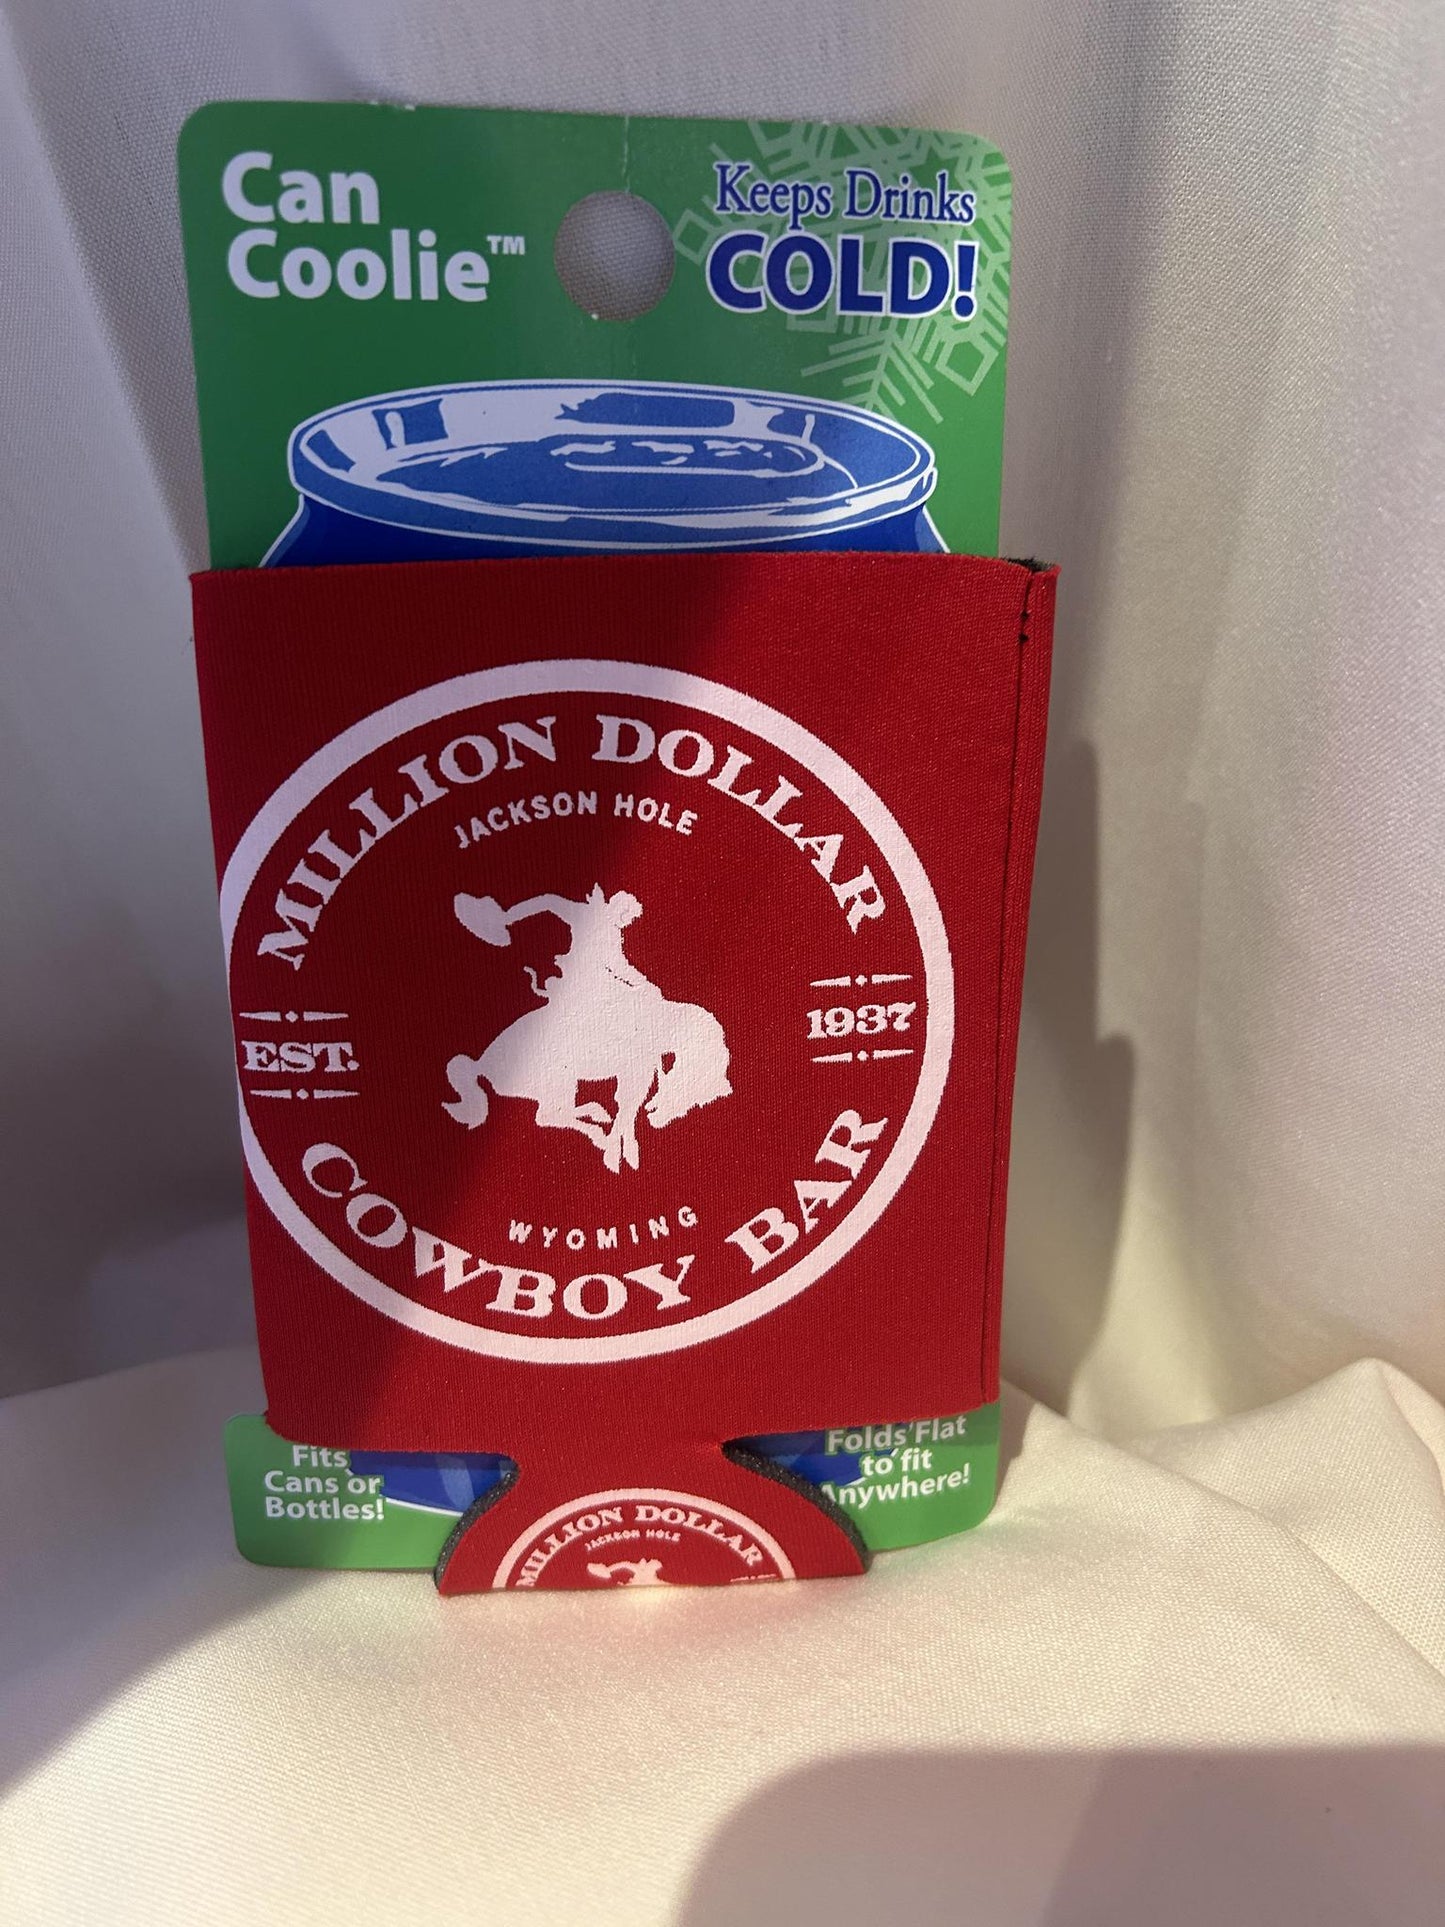 Can
Coolie™
Keeps Drinks
COLD!
MILLION DOLLAR
JACKSON HOLE
EST.
1937
WYOMING
COWBOY BAR
Fits
Cans or
Bottles!
Folds Flat
to fit
Anywhere!
MILLION DOLLAR
JACKSON HOLE